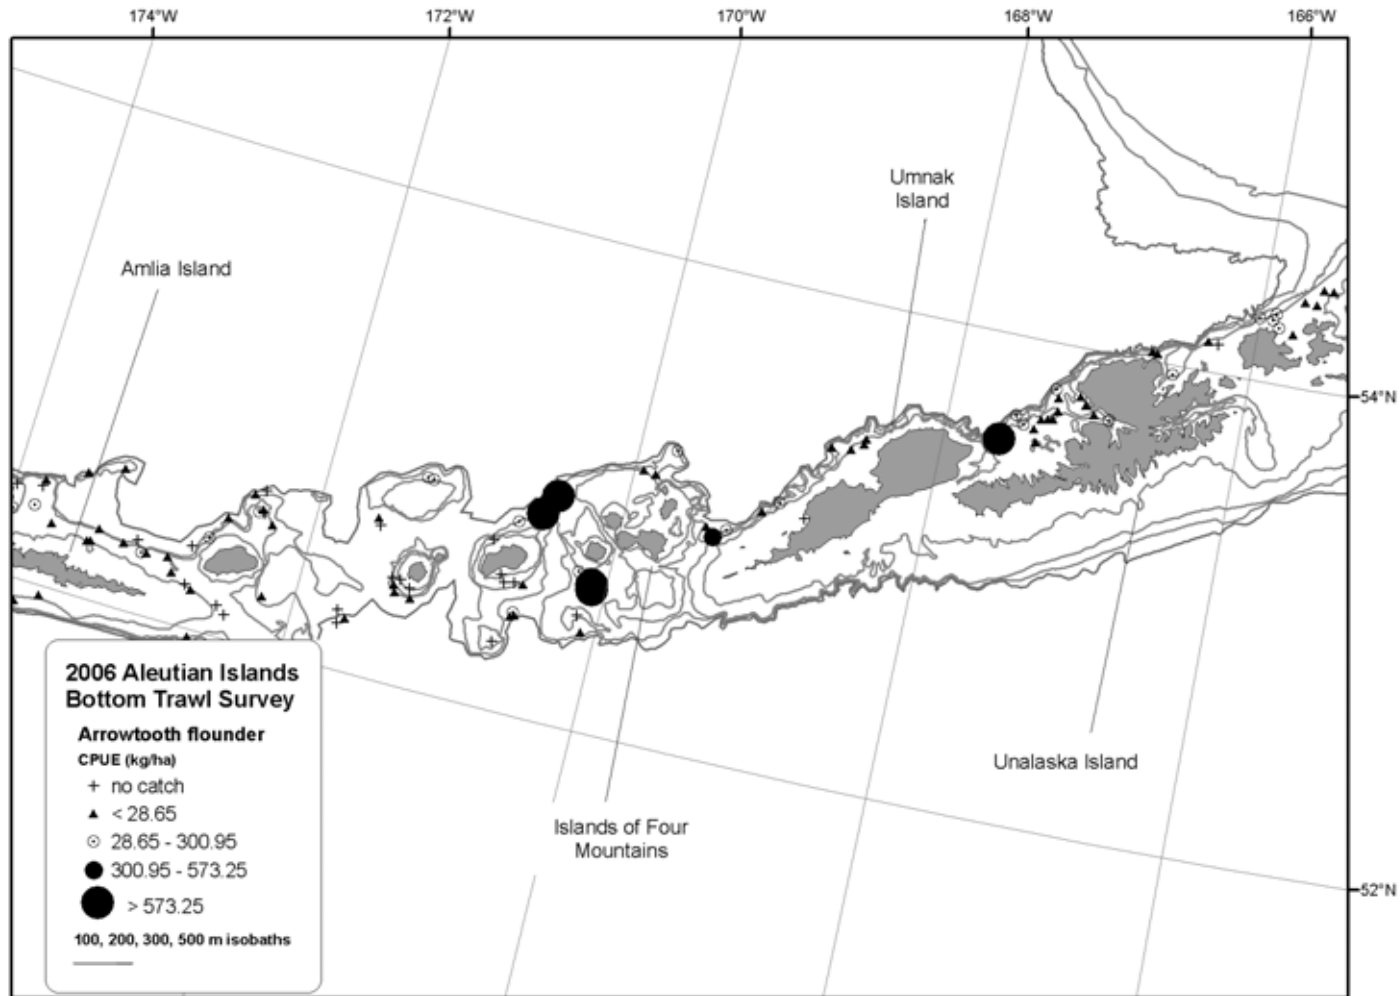 174°W
172°W
170°W
168°W
166°W
Umnak
Island
Amlia Island
54°N
2006 Aleutian Islands
Bottom Trawl Survey
Arrowtooth flounder
CPUE (kg/ha)
no catch
< 28.65
28.65 - 300.95
300.95 - 573.25
> 573.25
100, 200, 300, 500 m isobaths
Unalaska Island
Islands of Four
Mountains
52°N